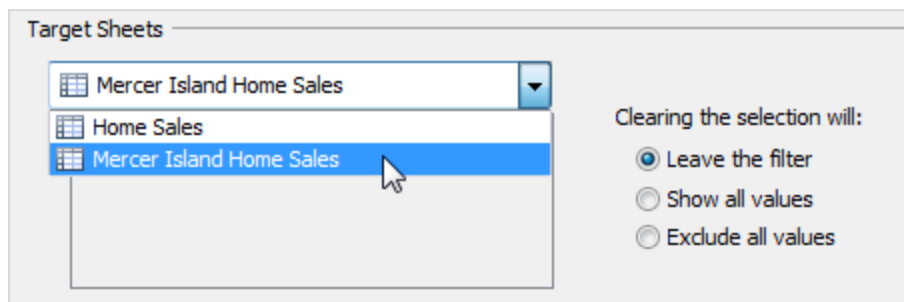 Target Sheets
Mercer Island Home Sales
Home Sales
Mercer Island Home Sales
Clearing the selection will:
Leave the filter
Show all values
Exclude all values